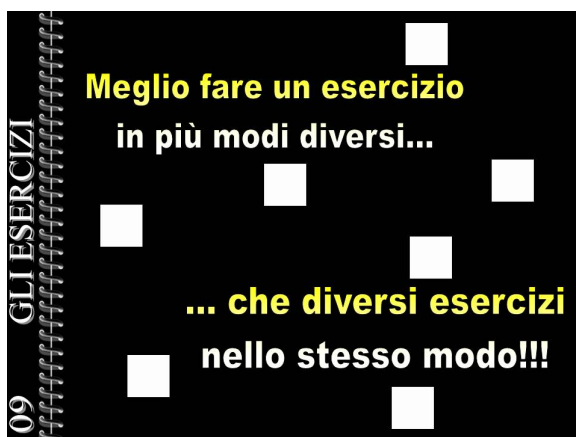 Meglio fare un esercizio
in più modi diversi...
... che diversi esercizi
nello stesso modo!!!
09 GLI ESERCIZI